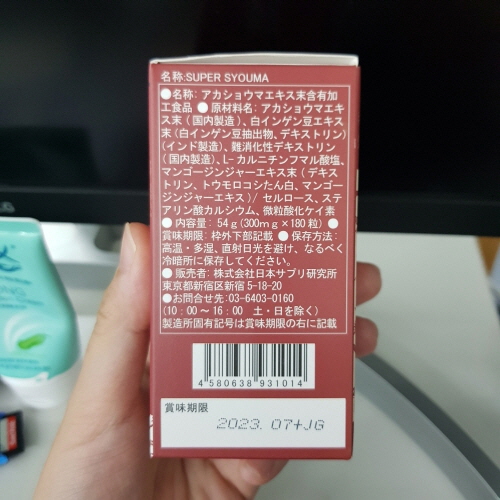 名称:SUPER SYOUMA
●名称: アカショウマエキス末含有加
工食品 ● 原材料名: アカショウマエキ
ス末(国内製造)、白インゲン豆エキス
末(白インゲン豆抽出物、デキストリン)
(インド製造)、難消化性デキストリン
(国内製造)、L-カルニチンフマル酸塩、
マンゴージンジャーエキス末(デキス
トリン、トウモロコシたん白、マンゴー
ジンジャーエキス)/ セルロース、ステ
アリン酸カルシウム、微粒酸化ケイ素
● 内容量: 54g(300mg×180粒) ●
賞味期限: 枠外下部記載 ● 保存方法:
高温・多湿、直射日光を避け、なるべく
冷暗所に保存してください。
● 販売者: 株式会社日本サプリ研究所
東京都新宿区新宿 5-18-20
●お問合せ先:03-6403-0160
(10:00~16:00 土・日を除く)
製造所固有記号は賞味期限の右に記載
4 580638 931014
賞味期限
2023. 07+JG